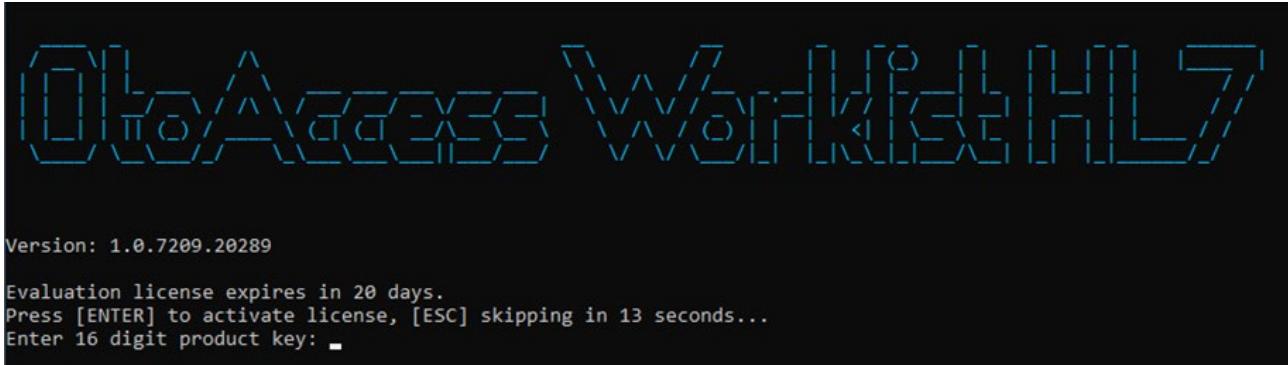 OtoAccess Worklist HL7
Version: 1.0.7209.20289
Evaluation license expires in 20 days.
Press [ENTER] to activate license, [ESC] skipping in 13 seconds...
Enter 16 digit product key: